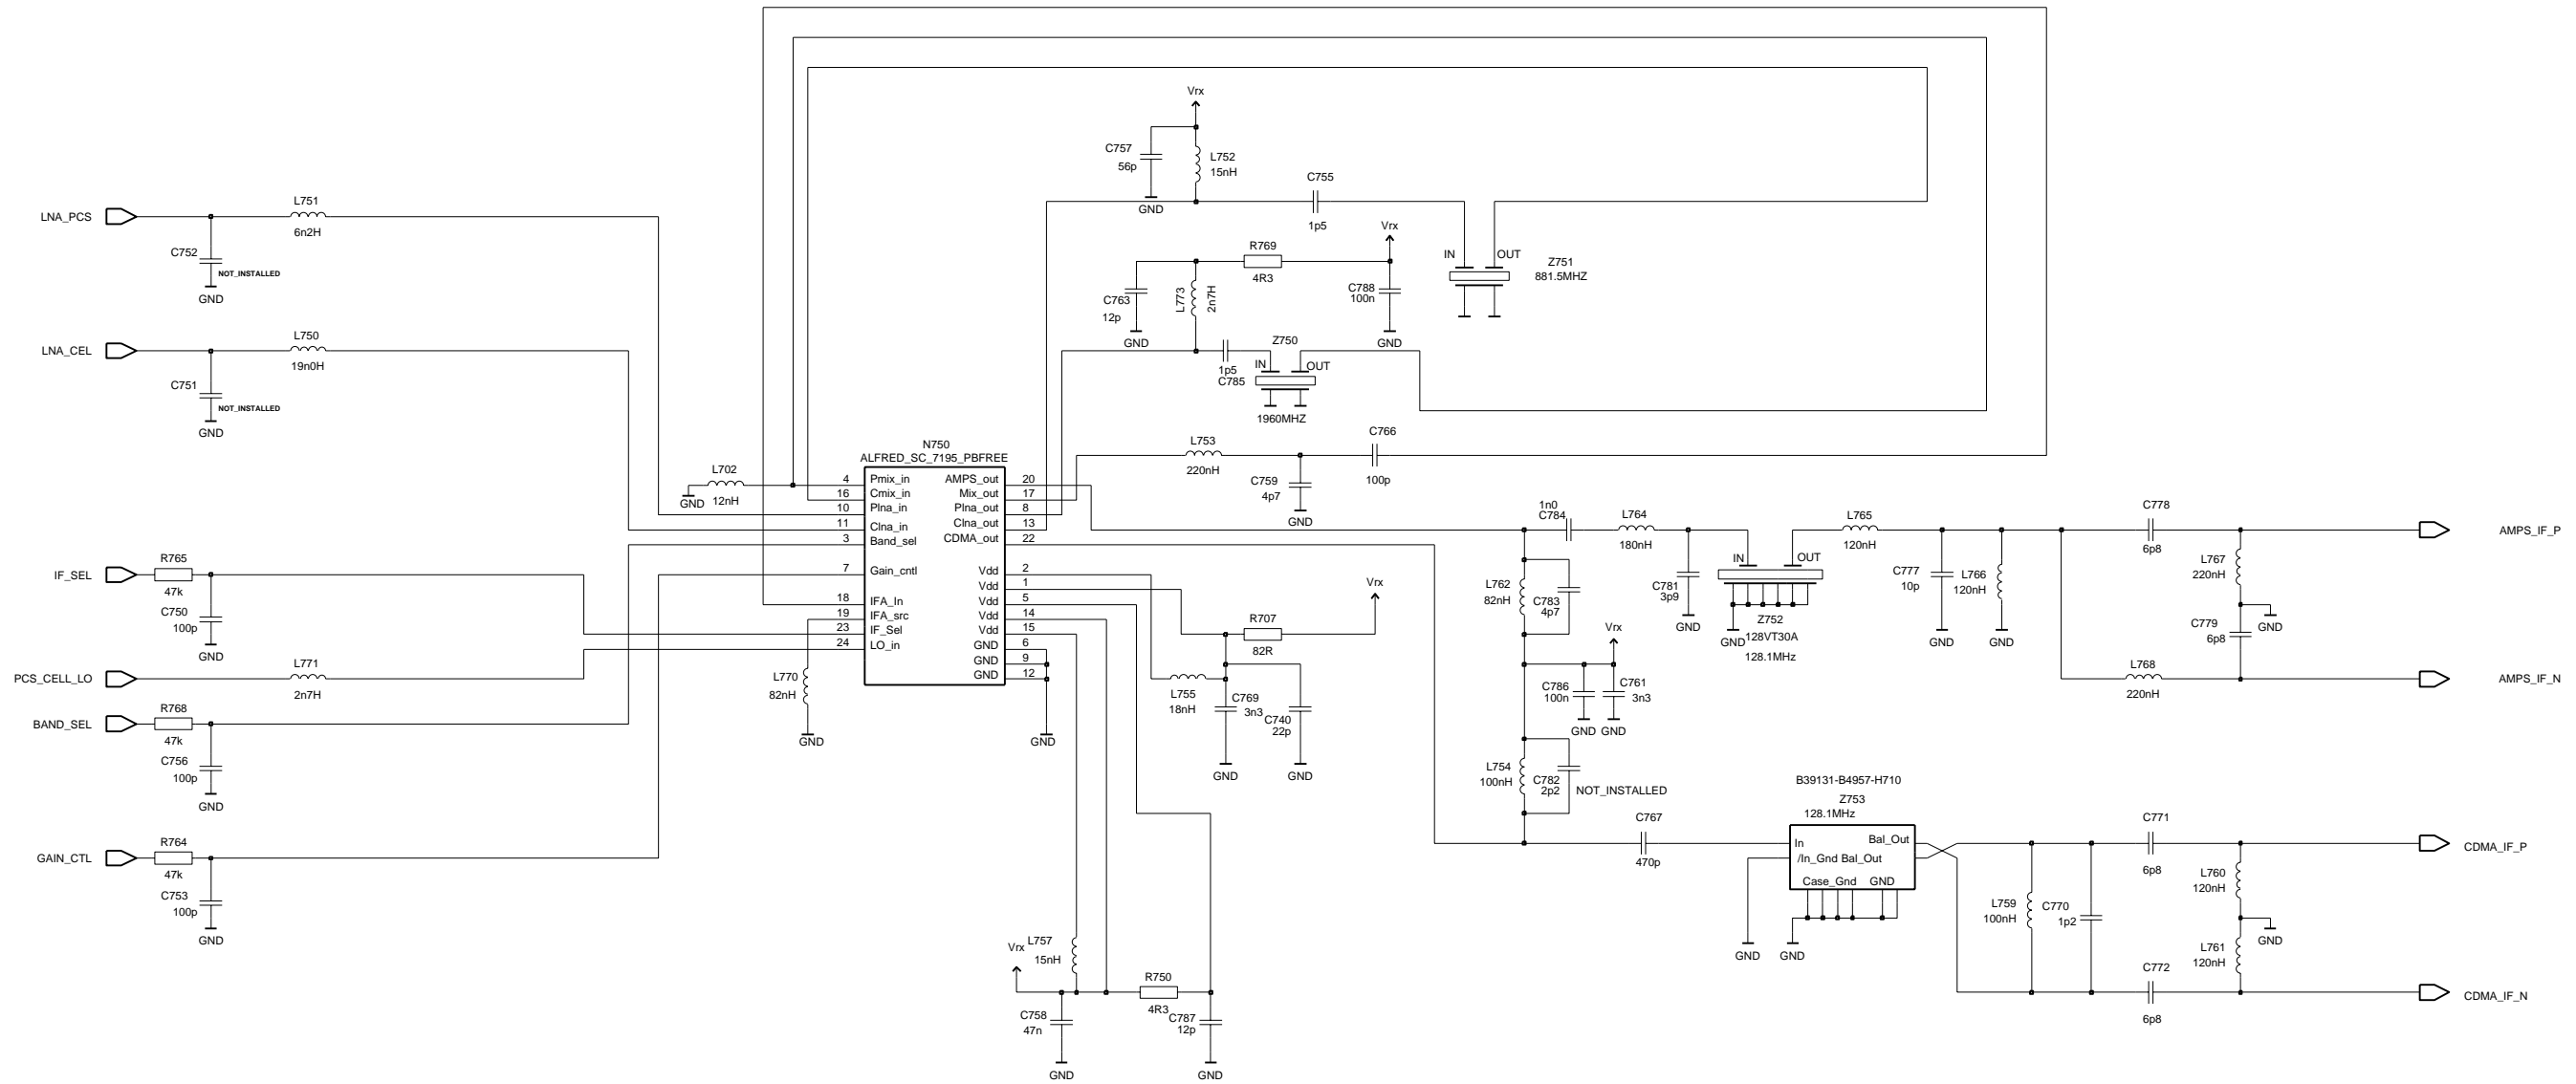 Vrx
C757
56p
L752
15nH
GND
C755
1p5
LNA_PCS
L751
6n2H
C752
NOT_INSTALLED
GND
Vrx
R769
4R3
C763
12p
GND
L773
2n7H
C788
100n
GND
IN
OUT
Z751
881.5MHZ
LNA_CEL
L750
19n0H
C751
NOT_INSTALLED
GND
1p5
C785
Z750
IN
OUT
1960MHZ
L753
220nH
C759
4p7
GND
C766
100p
N750
ALFRED_SC_7195_PBFREE
L702
12nH
GND
4 Pmix_in AMPS_out 20
16 Cmix_in Mix_out 17
10 Plna_in Plna_out 8
11 Clna_in Clna_out 13
3 Band_sel CDMA_out 22
7 Gain_cntl Vdd 2
Vdd 1
18 IFA_In Vdd 5
19 IFA_src Vdd 14
23 IF_Sel Vdd 15
24 LO_in GND 6
GND 9
GND 12
GND
IF_SEL
R765
47k
C750
100p
GND
PCS_CELL_LO
L771
2n7H
L770
82nH
GND
BAND_SEL
R768
47k
C756
100p
GND
GAIN_CTL
R764
47k
C753
100p
GND
Vrx
R707
82R
L755
18nH
C769
3n3
GND
C740
22p
GND
Vrx
L757
15nH
C758
47n
GND
R750
4R3
C787
12p
GND
1n0
C784
L764
180nH
L762
82nH
C783
4p7
C781
3p9
GND
IN
OUT
GND
Z752
128VT30A
128.1MHz
L765
120nH
C777
10p
GND
L766
120nH
GND
C778
6p8
L767
220nH
GND
C779
6p8
L768
220nH
AMPS_IF_P
AMPS_IF_N
Vrx
C786
100n
GND
C761
3n3
GND
L754
100nH
C782
2p2
NOT_INSTALLED
C767
470p
B39131-B4957-H710
Z753
128.1MHz
In Bal_Out
/In_Gnd Bal_Out
Case_Gnd GND
GND
GND
L759
100nH
C770
1p2
C771
6p8
L760
120nH
GND
L761
120nH
C772
6p8
CDMA_IF_P
CDMA_IF_N